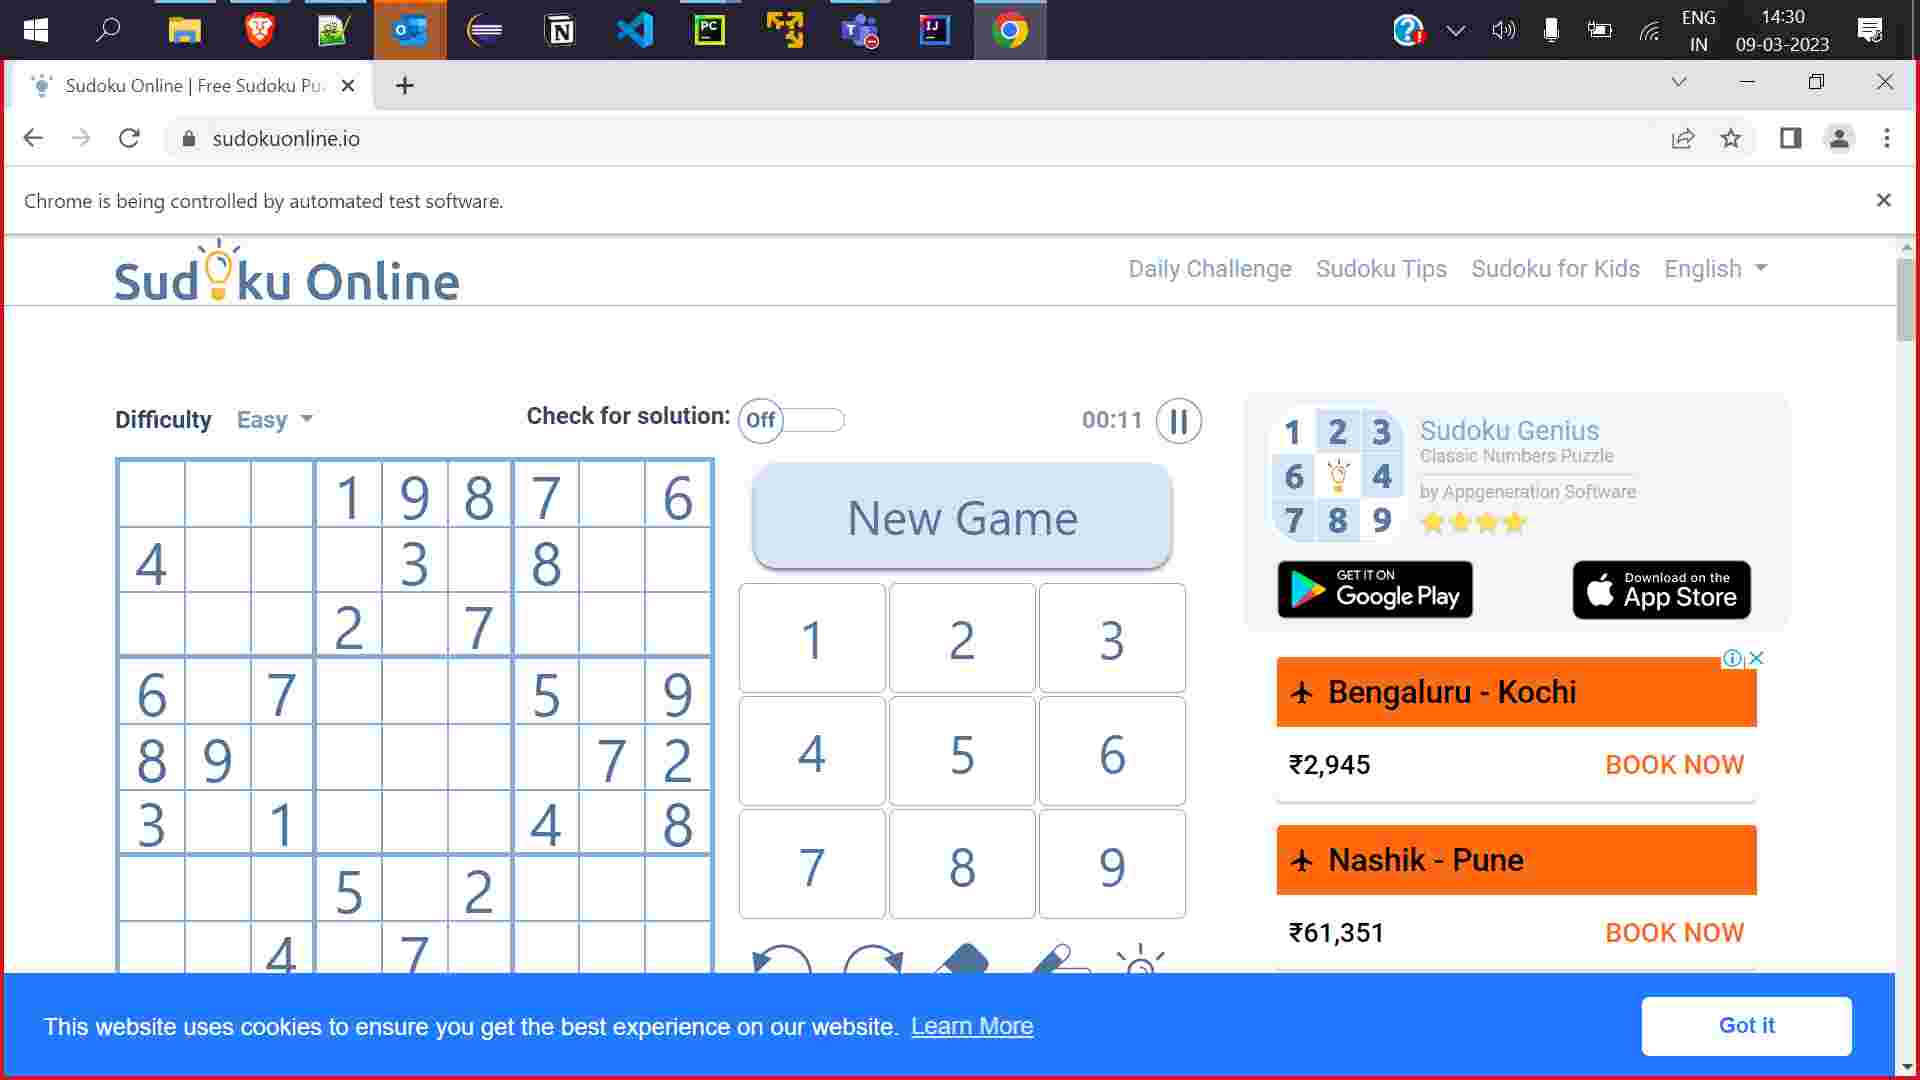 ENG
IN
14:30
09-03-2023
Sudoku Online | Free Sudoku Pu
sudokuonline.io
Chrome is being controlled by automated test software.
Sudoku Online
Daily Challenge Sudoku Tips Sudoku for Kids English
Difficulty Easy Check for solution: Off 00:11
1 9 8 7 6
4 3 8
2 7
6 7 5 9
8 9 7 2
3 1 4 8
5 2
4 7
New Game
1 2 3
4 5 6
7 8 9
1 2 3
6 4
7 8 9
Sudoku Genius
Classic Numbers Puzzle
by Appgeneration Software
GET IT ON
Google Play
Download on the
App Store
Bengaluru - Kochi
₹2,945 BOOK NOW
Nashik - Pune
₹61,351 BOOK NOW
This website uses cookies to ensure you get the best experience on our website. Learn More
Got it